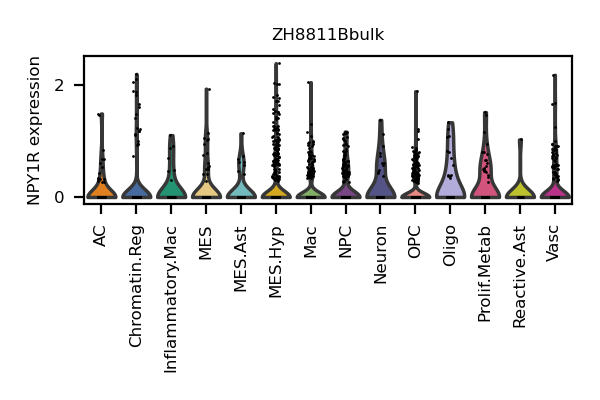 ZH8811Bbulk
NPY1R expression
2
0
AC
Chromatin.Reg
Inflammatory.Mac
MES
MES.Ast
MES.Hyp
Mac
NPC
Neuron
OPC
Oligo
Prolif.Metab
Reactive.Ast
Vasc